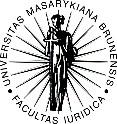 UNIVERSITAS MASARYKIANA BRUNENSIS
• FACULTAS IURIDICA •